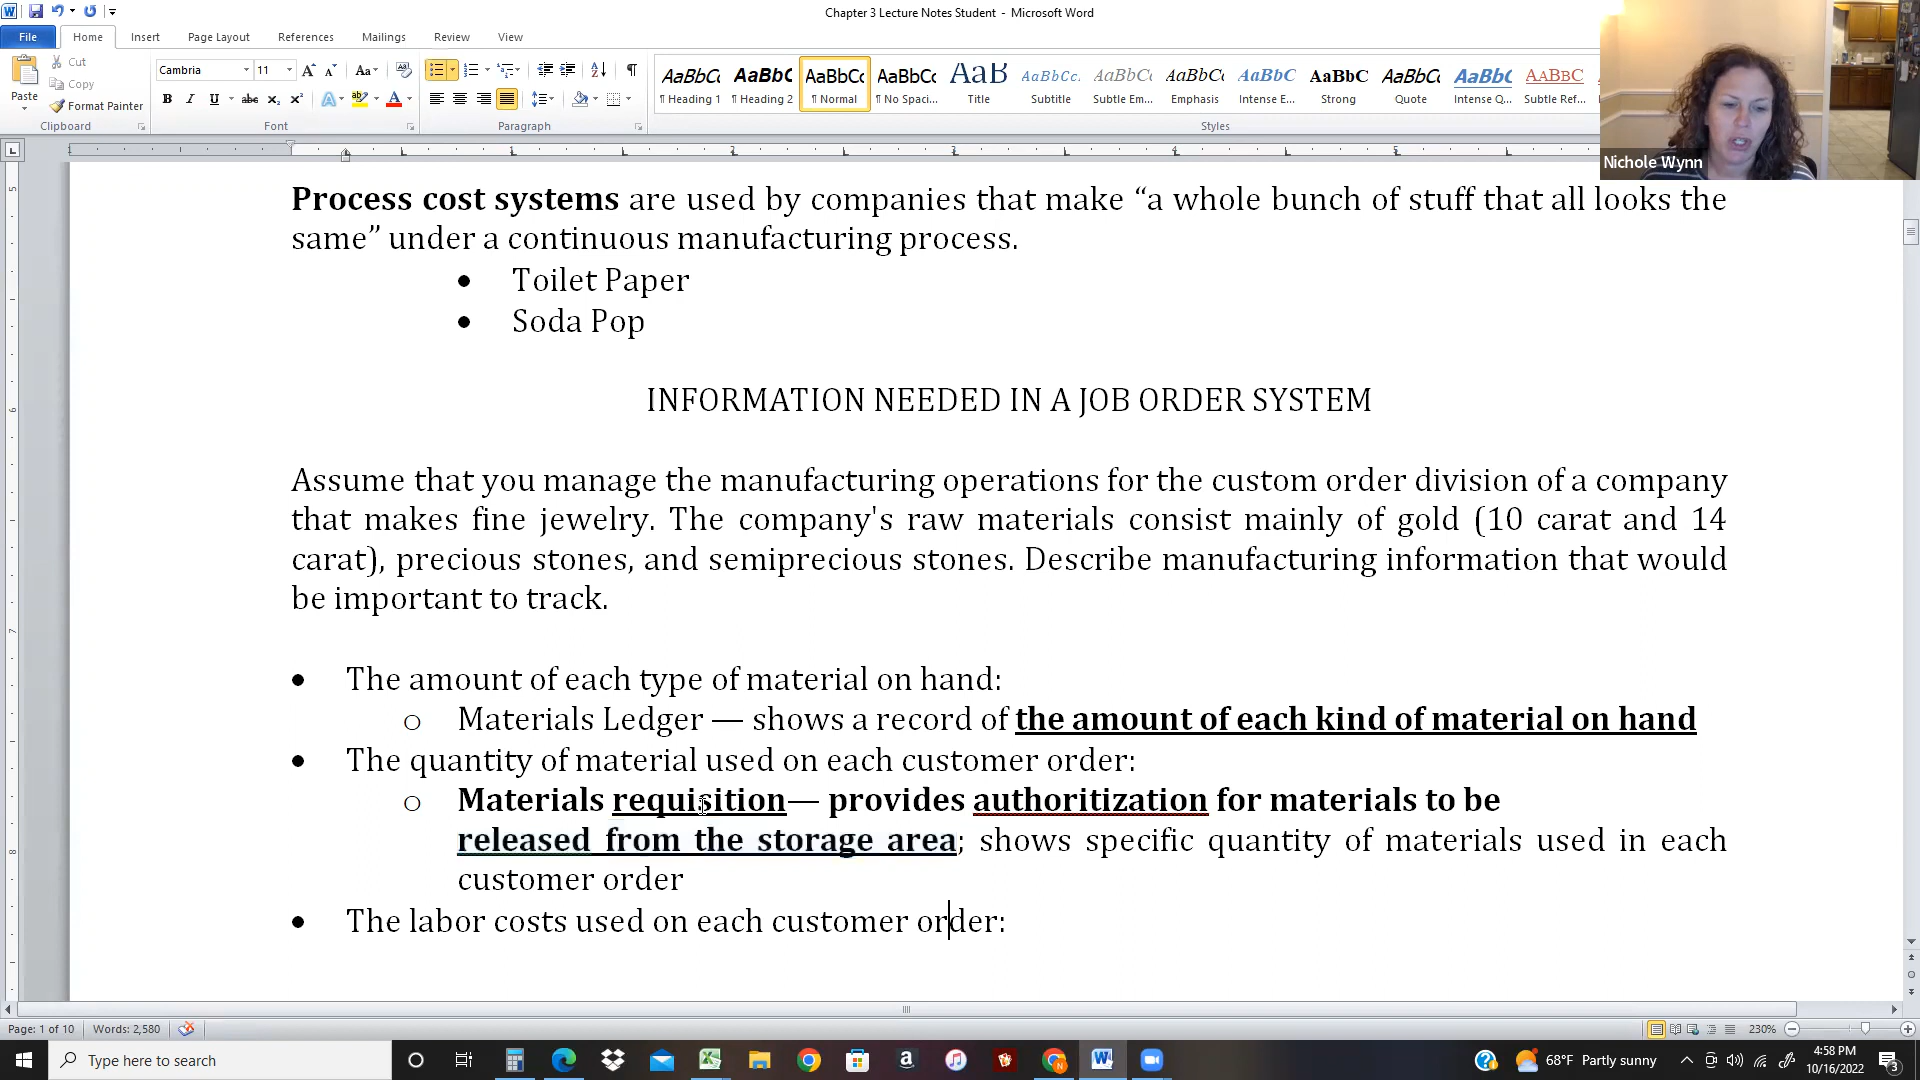 Chapter 3 Lecture Notes Student - Microsoft Word
File Home Insert Page Layout References Mailings Review View
Paste
Cut
Copy
Format Painter
Clipboard
Cambria 11
Font
Paragraph
AaBbCc AaBbC AaBbCc AaBbCc AaB AaBbCc. AaBbCc AaBbCc AaBbC AaBbC AaBbCc AaBbC AABBC
Heading 1 Heading 2 Normal No Spaci... Title Subtitle Subtle Em... Emphasis Intense E... Strong Quote Intense Q... Subtle Ref...
Styles
Nichole Wynn
Process cost systems are used by companies that make “a whole bunch of stuff that all looks the
same” under a continuous manufacturing process.
• Toilet Paper
• Soda Pop
INFORMATION NEEDED IN A JOB ORDER SYSTEM
Assume that you manage the manufacturing operations for the custom order division of a company
that makes fine jewelry. The company's raw materials consist mainly of gold (10 carat and 14
carat), precious stones, and semiprecious stones. Describe manufacturing information that would
be important to track.
• The amount of each type of material on hand:
o Materials Ledger — shows a record of the amount of each kind of material on hand
• The quantity of material used on each customer order:
o Materials requisition— provides authoritization for materials to be
released from the storage area; shows specific quantity of materials used in each
customer order
• The labor costs used on each customer order:
Page: 1 of 10 Words: 2,580 230%
Type here to search
68°F Partly sunny
4:58 PM
10/16/2022
3